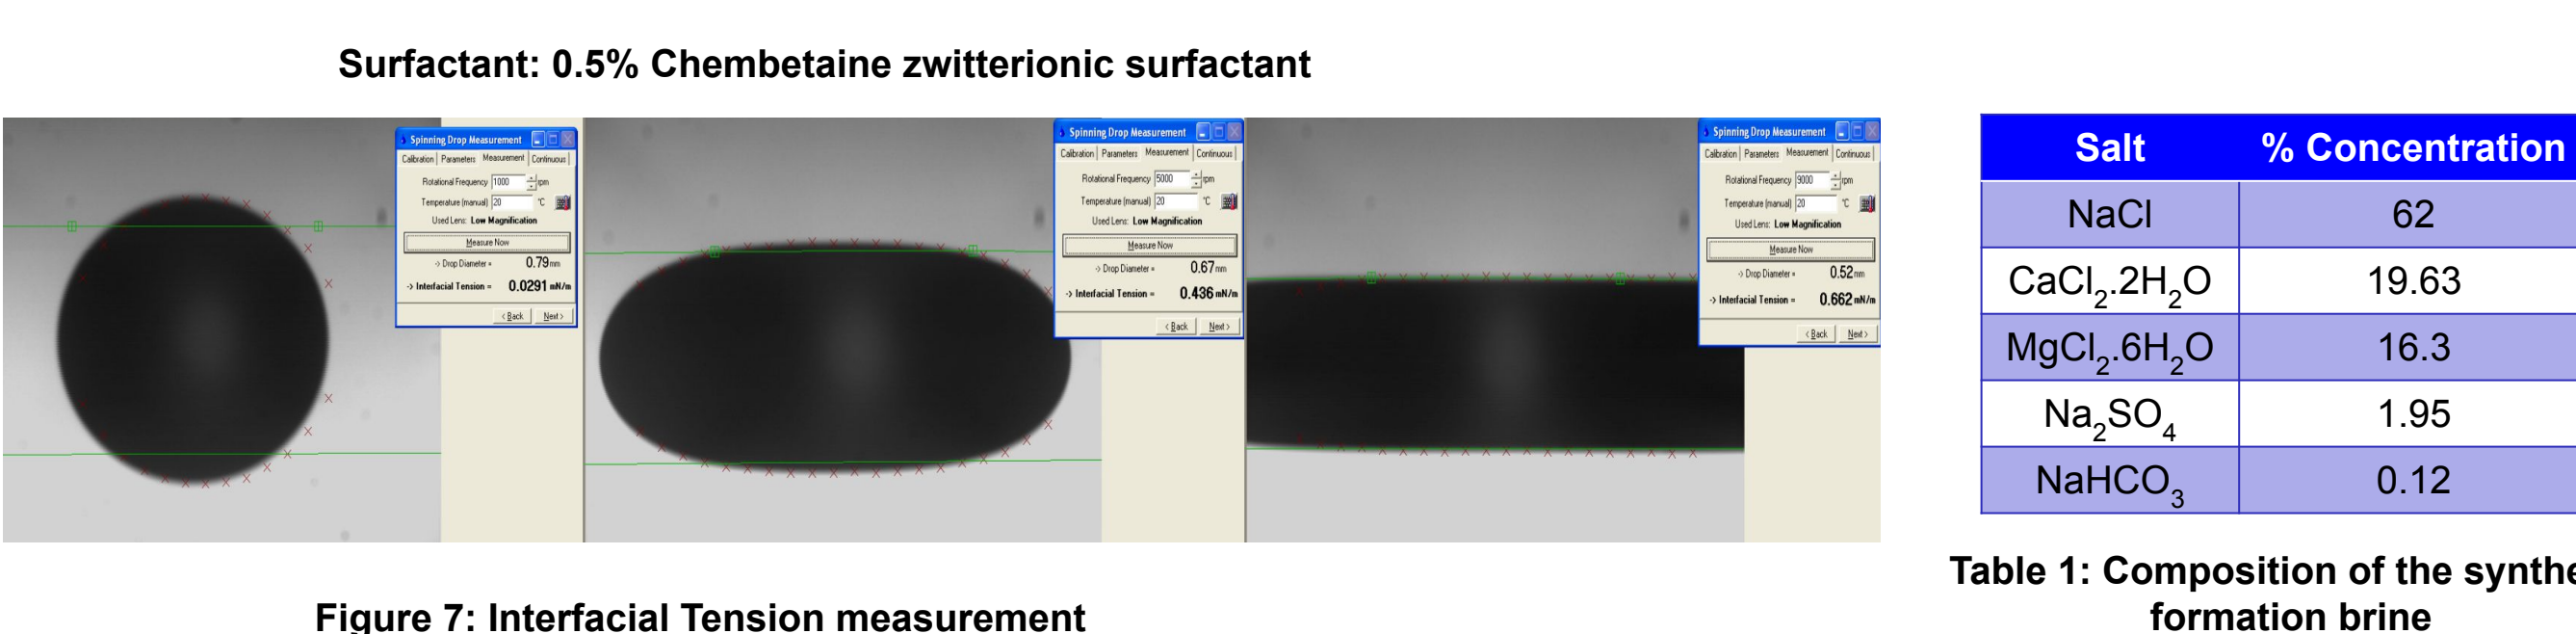 Surfactant: 0.5% Chembetaine zwitterionic surfactant
Spinning Drop Measurement
Calibration | Parameters | Measurement | Continuous |
Rotational Frequency 1000 rpm
Temperature (manual) 20 °C
Used Lens: Low Magnification
Measure Now
-> Drop Diameter = 0.79 mm
-> Interfacial Tension = 0.0291 mN/m
< Back Next >
Spinning Drop Measurement
Calibration | Parameters | Measurement | Continuous |
Rotational Frequency 5000 rpm
Temperature (manual) 20 °C
Used Lens: Low Magnification
Measure Now
-> Drop Diameter = 0.67 mm
-> Interfacial Tension = 0.436 mN/m
< Back Next >
Spinning Drop Measurement
Calibration | Parameters | Measurement | Continuous |
Rotational Frequency 9000 rpm
Temperature (manual) 20 °C
Used Lens: Low Magnification
Measure Now
-> Drop Diameter = 0.52 mm
-> Interfacial Tension = 0.662 mN/m
< Back Next >
Figure 7: Interfacial Tension measurement
Salt % Concentration
NaCl 62
CaCl₂.2H₂O 19.63
MgCl₂.6H₂O 16.3
Na₂SO₄ 1.95
NaHCO₃ 0.12
Table 1: Composition of the synthe
formation brine